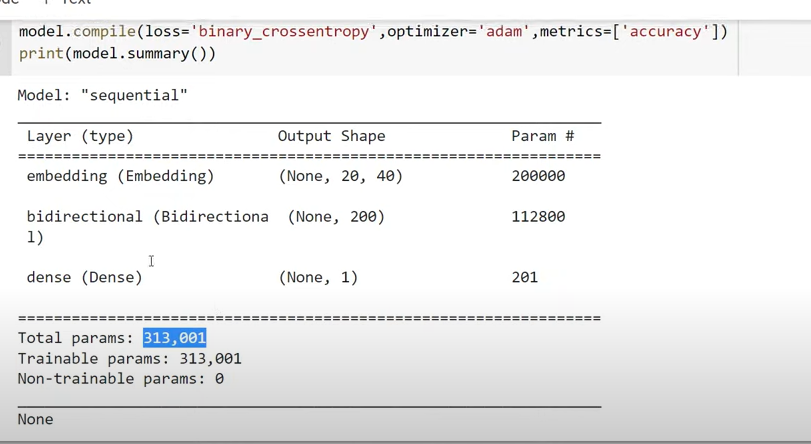 model.compile(loss='binary_crossentropy',optimizer='adam',metrics=['accuracy'])
print(model.summary())
Model: "sequential"
Layer (type) Output Shape Param #
=================================================================
embedding (Embedding) (None, 20, 40) 200000
bidirectional (Bidirectiona (None, 200) 112800
l)
dense (Dense) (None, 1) 201
=================================================================
Total params: 313,001
Trainable params: 313,001
Non-trainable params: 0
None